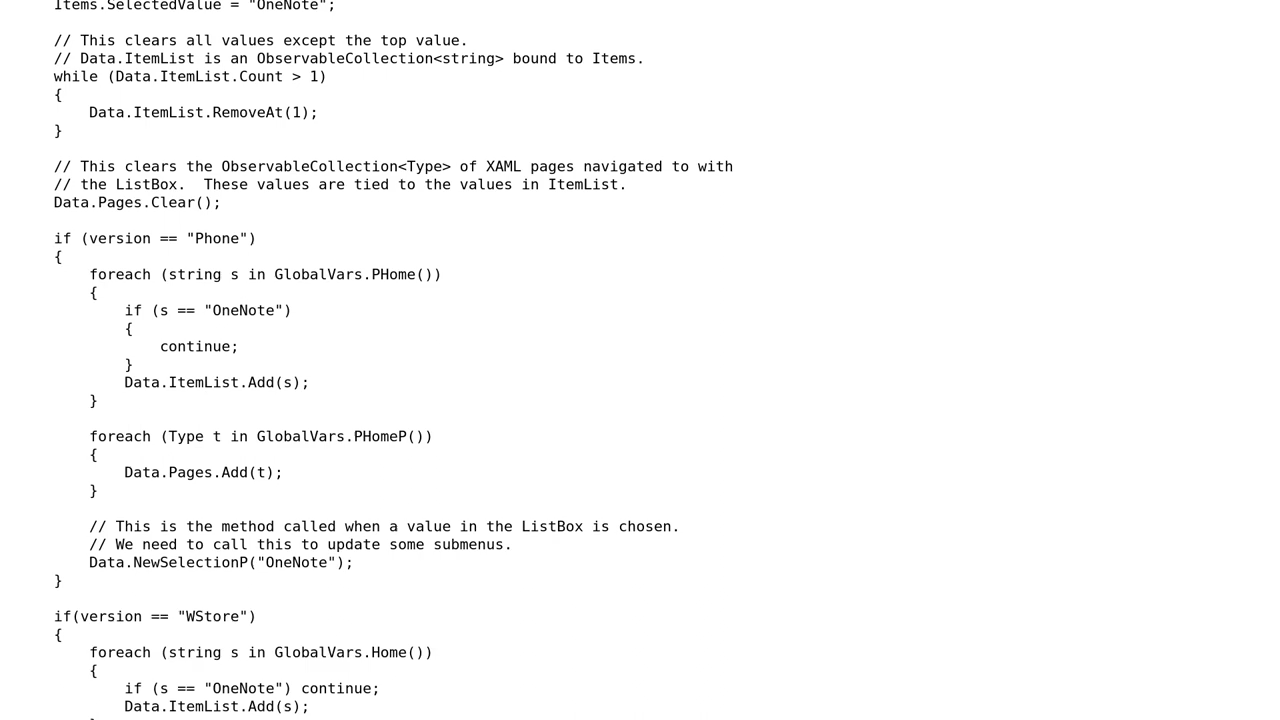 Items.SelectedValue = "OneNote";
// This clears all values except the top value.
// Data.ItemList is an ObservableCollection<string> bound to Items.
while (Data.ItemList.Count > 1)
{
    Data.ItemList.RemoveAt(1);
}
// This clears the ObservableCollection<Type> of XAML pages navigated to with
// the ListBox.  These values are tied to the values in ItemList.
Data.Pages.Clear();
if (version == "Phone")
{
    foreach (string s in GlobalVars.PHome())
    {
        if (s == "OneNote")
        {
            continue;
        }
        Data.ItemList.Add(s);
    }
    foreach (Type t in GlobalVars.PHomeP())
    {
        Data.Pages.Add(t);
    }
    // This is the method called when a value in the ListBox is chosen.
    // We need to call this to update some submenus.
    Data.NewSelectionP("OneNote");
}
if(version == "WStore")
{
    foreach (string s in GlobalVars.Home())
    {
        if (s == "OneNote") continue;
        Data.ItemList.Add(s);